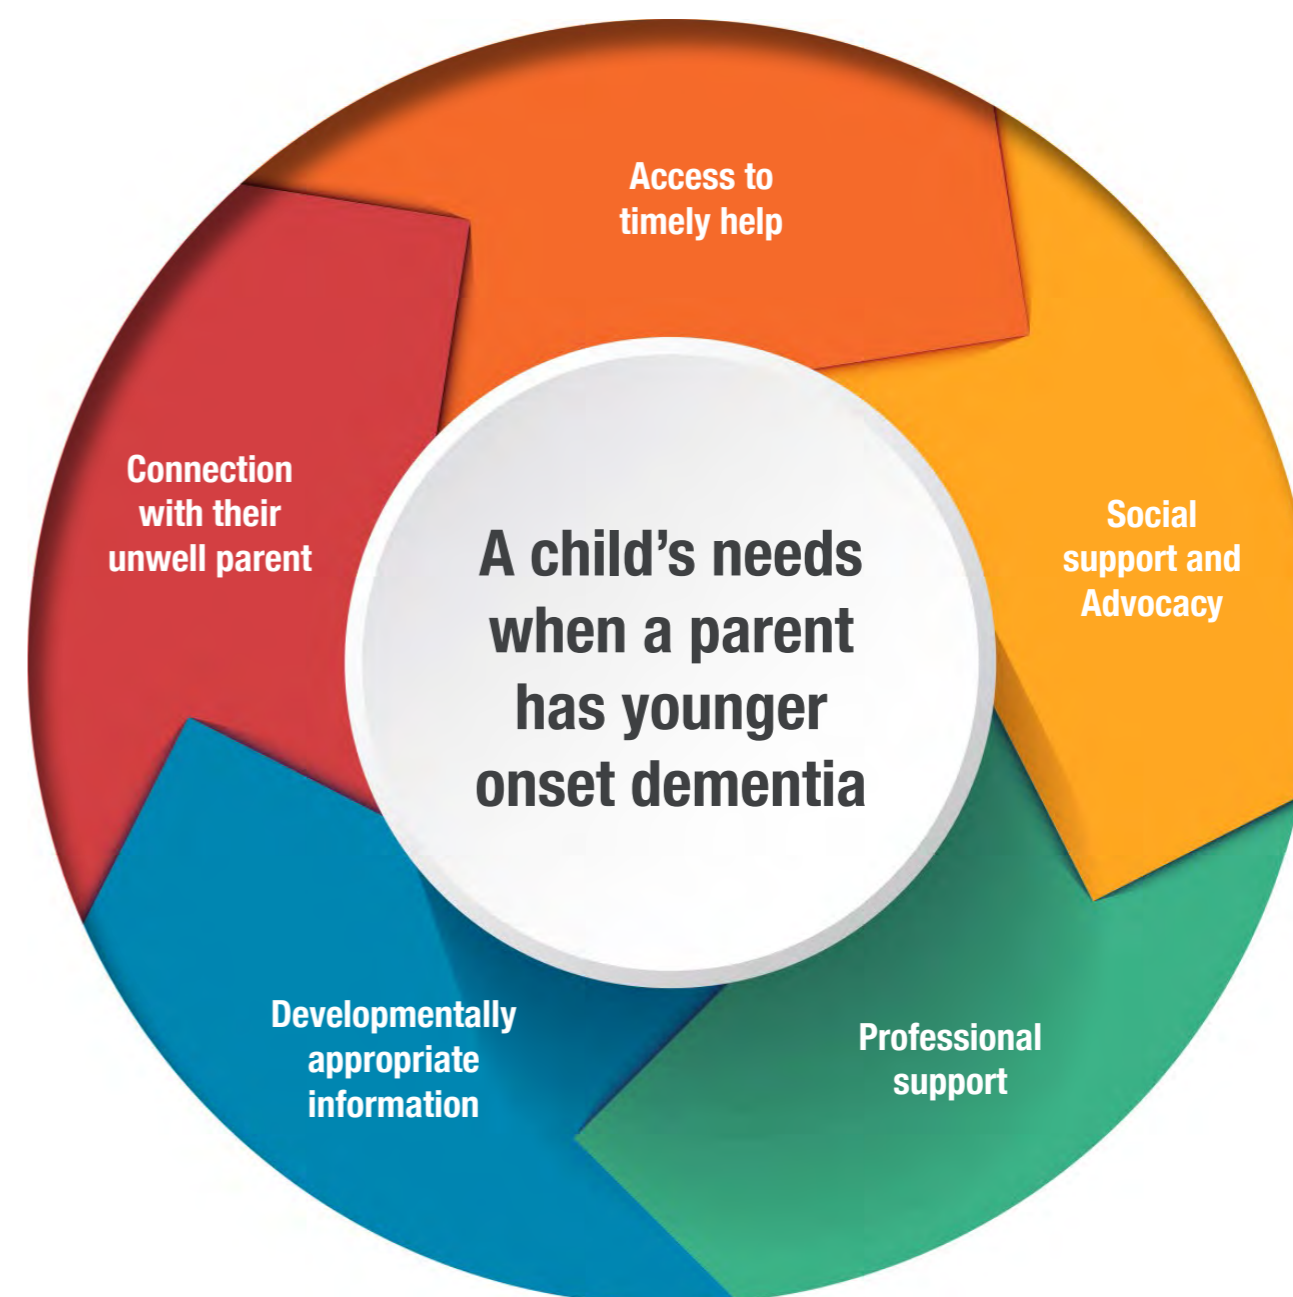 Access to
timely help
Connection
with their
unwell parent
A child’s needs
when a parent
has younger
onset dementia
Social
support and
Advocacy
Developmentally
appropriate
information
Professional
support